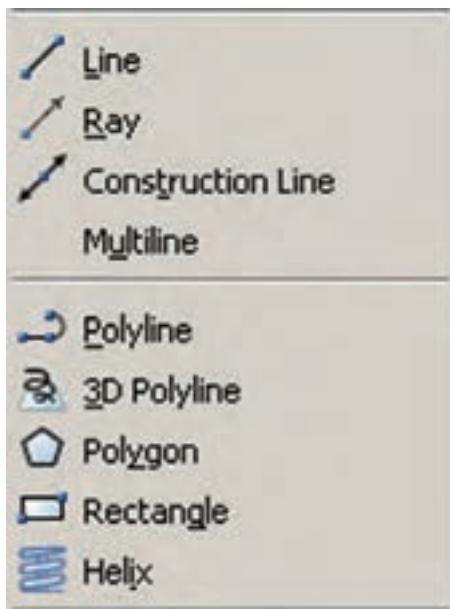 Line
Ray
Construction Line
Multiline
Polyline
3D Polyline
Polygon
Rectangle
Helix